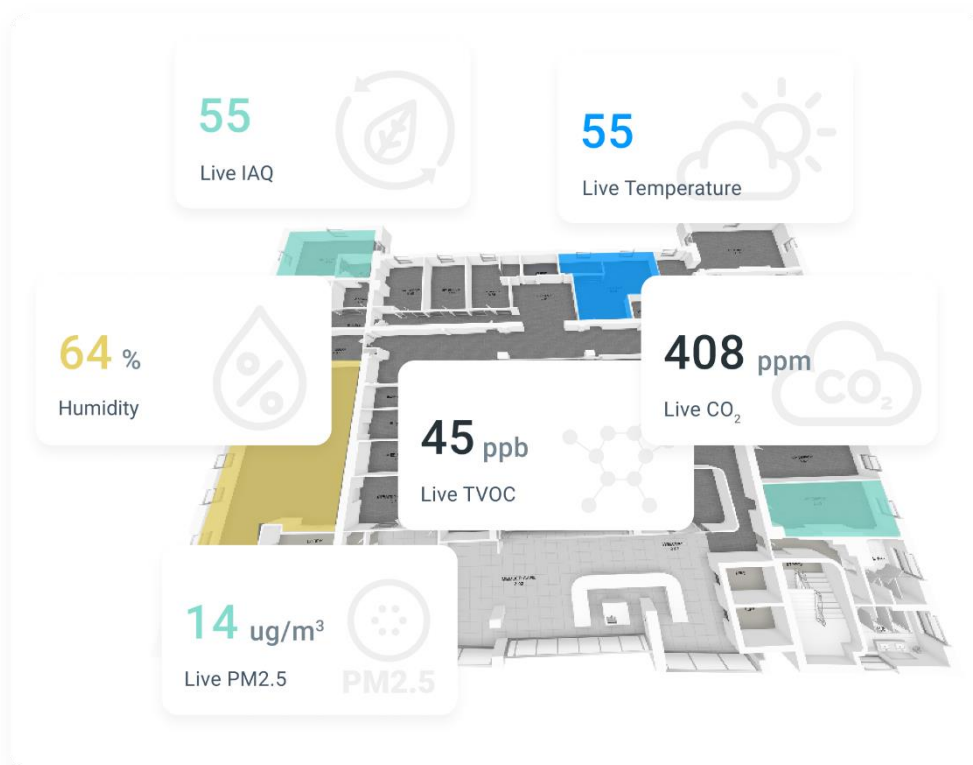 55
Live IAQ
55
Live Temperature
64 %
Humidity
408 ppm
Live CO₂
CO₂
45 ppb
Live TVOC
14 ug/m³
Live PM2.5
PM2.5